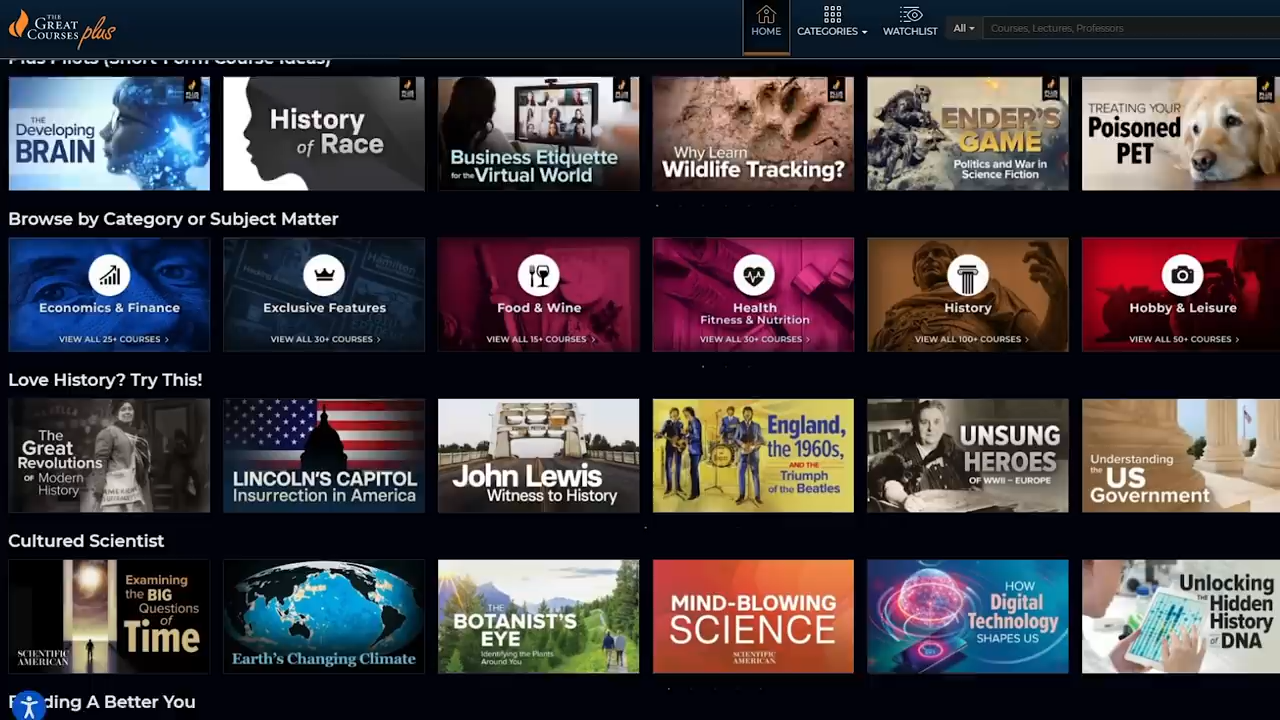 THE
GREAT
COURSES plus
HOME
CATEGORIES
WATCHLIST
All
Courses, Lectures, Professors
Plus Pilots (Short Form Course Ideas)
THE
Developing
BRAIN
History
of Race
Business Etiquette
for the Virtual World
Why Learn
Wildlife Tracking?
ENDER'S
GAME
Politics and War in
Science Fiction
TREATING YOUR
Poisoned
PET
Browse by Category or Subject Matter
Economics & Finance
VIEW ALL 25+ COURSES
Exclusive Features
VIEW ALL 30+ COURSES
Food & Wine
VIEW ALL 15+ COURSES
Health
Fitness & Nutrition
VIEW ALL 30+ COURSES
History
VIEW ALL 100+ COURSES
Hobby & Leisure
VIEW ALL 50+ COURSES
Love History? Try This!
The
Great
Revolutions
OF Modern
History
LINCOLN'S CAPITOL
Insurrection in America
John Lewis
Witness to History
England,
the 1960s,
AND THE
Triumph
of the Beatles
UNSUNG
HEROES
OF WWII – EUROPE
Understanding
the US
Government
Cultured Scientist
Examining
the BIG
Questions
of Time
SCIENTIFIC
AMERICAN
Earth's Changing Climate
THE
BOTANIST'S
EYE
Identifying the Plants
Around You
MIND-BLOWING
SCIENCE
SCIENTIFIC
AMERICAN
HOW
Digital
Technology
SHAPES US
Unlocking
THE Hidden
History
of DNA
A Better You